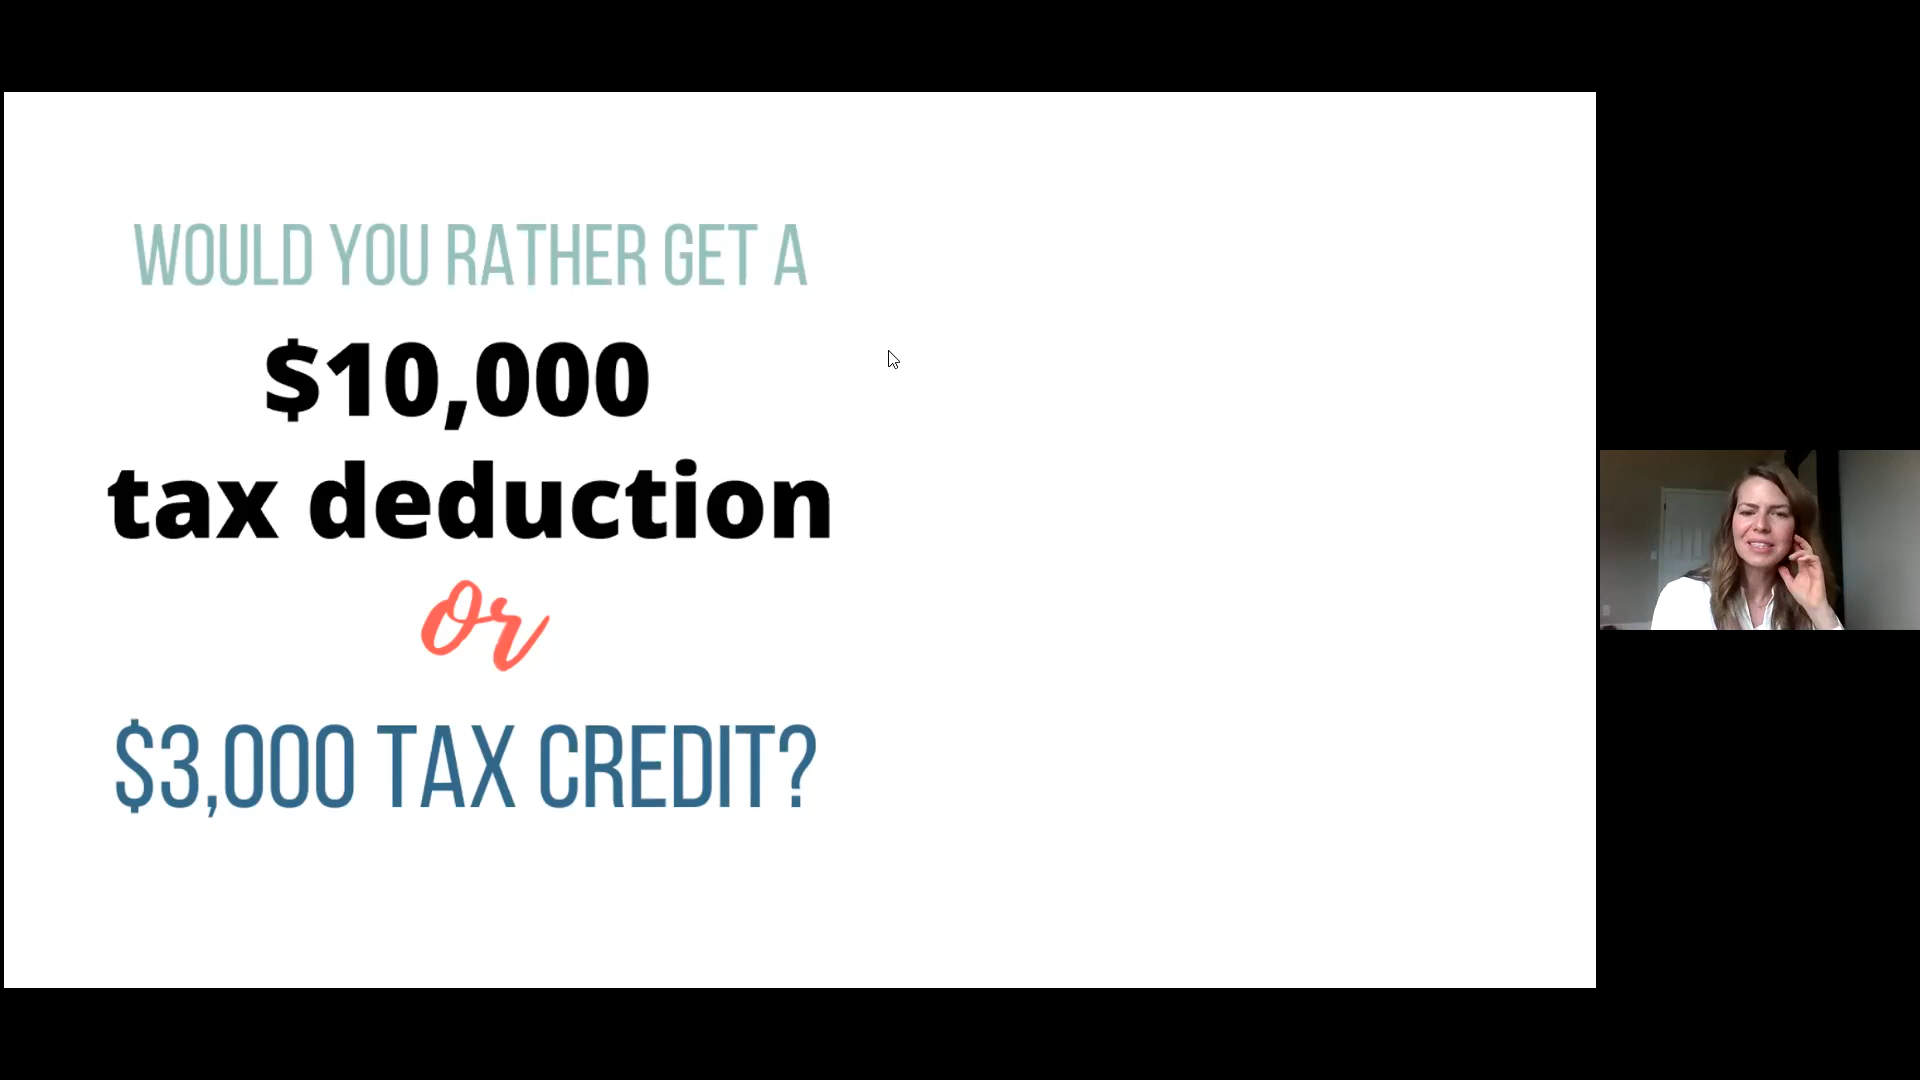 WOULD YOU RATHER GET A
$10,000
tax deduction
or
$3,000 TAX CREDIT?